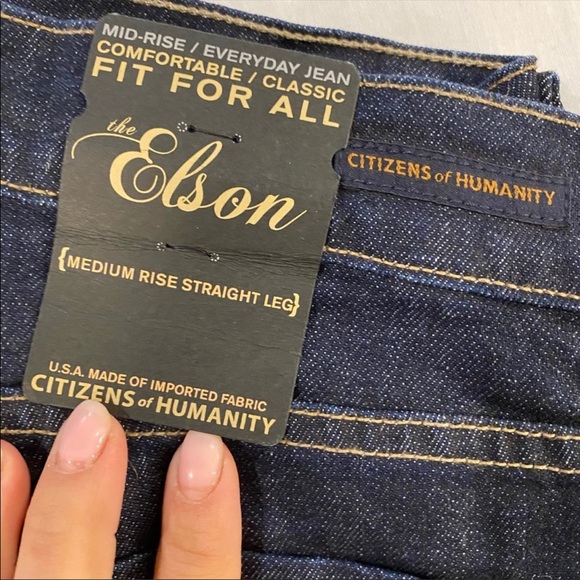 MID-RISE / EVERYDAY JEAN
COMFORTABLE / CLASSIC
FIT FOR ALL
the
Elson
{MEDIUM RISE STRAIGHT LEG}
U.S.A. MADE OF IMPORTED FABRIC
CITIZENS of HUMANITY
CITIZENS of HUMANITY